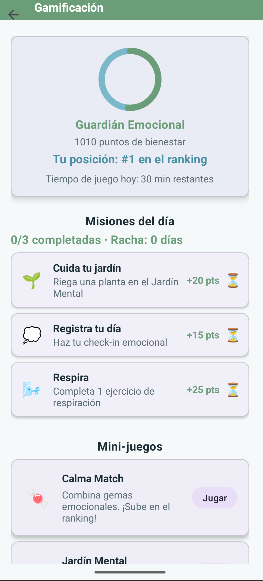 Gamificación
Guardián Emocional
1010 puntos de bienestar
Tu posición: #1 en el ranking
Tiempo de juego hoy: 30 min restantes
Misiones del día
0/3 completadas · Racha: 0 días
Cuida tu jardín
Riega una planta en el Jardín
Mental
+20 pts
Registra tu día
Haz tu check-in emocional
+15 pts
Respira
Completa 1 ejercicio de
respiración
+25 pts
Mini-juegos
Calma Match
Combina gemas
emocionales. ¡Sube en el
ranking!
Jugar
Jardín Mental